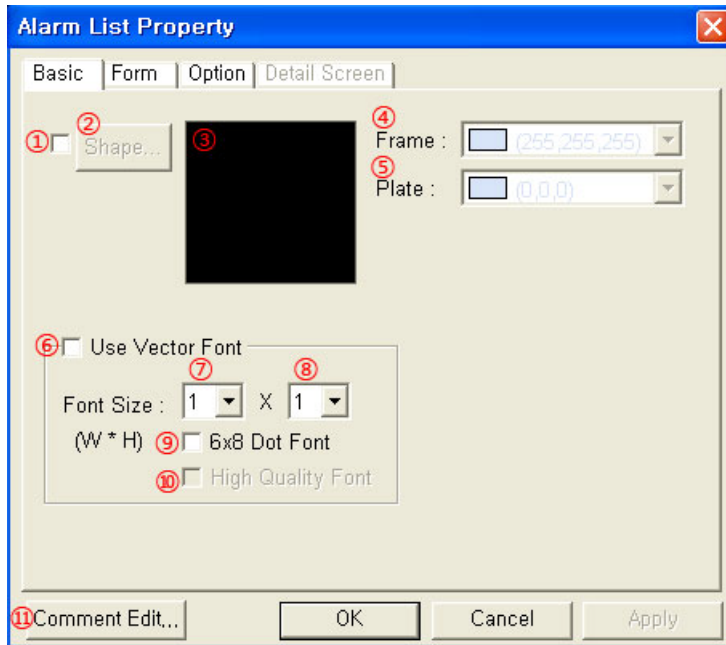 Alarm List Property
Basic Form Option Detail Screen
① ② Shape... ③ ④ Frame : (255,255,255)
⑤ Plate : (0,0,0)
⑥ Use Vector Font
⑦ ⑧
Font Size : 1 X 1
(W * H) ⑨ 6x8 Dot Font
⑩ High Quality Font
⑪ Comment Edit... OK Cancel Apply